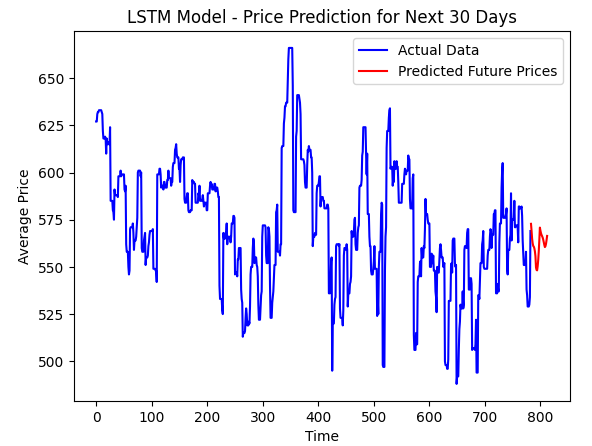 LSTM Model - Price Prediction for Next 30 Days
Actual Data
Predicted Future Prices
650
625
600
575
550
525
500
Average Price
0 100 200 300 400 500 600 700 800
Time